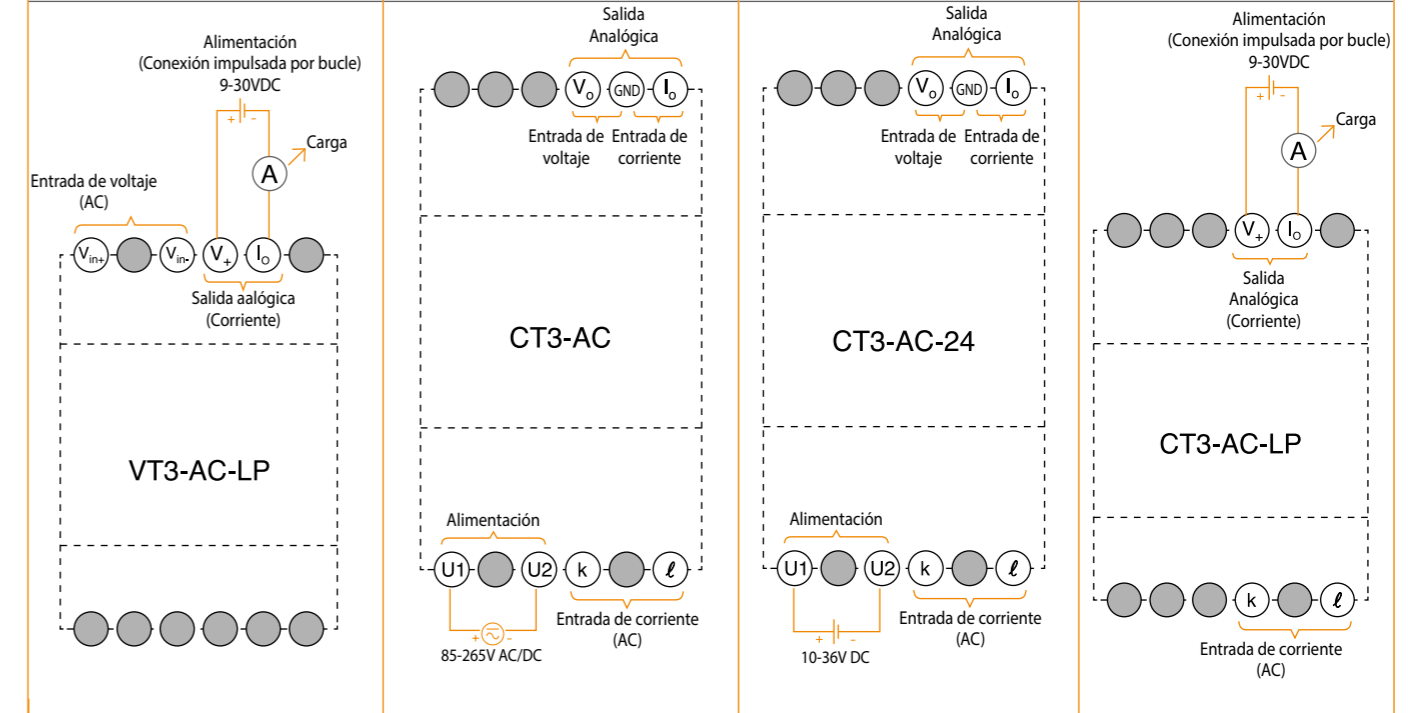 Alimentación
(Conexión impulsada por bucle)
9-30VDC
+ -
Carga
A
Entrada de voltaje
(AC)
Vin+ Vin- V+ Io
Salida aalógica
(Corriente)
VT3-AC-LP
Salida
Analógica
Vo GND Io
Entrada de
voltaje
Entrada de
corriente
CT3-AC
Alimentación
U1 U2 k ℓ
+ -
85-265V AC/DC
Entrada de corriente
(AC)
Salida
Analógica
Vo GND Io
Entrada de
voltaje
Entrada de
corriente
CT3-AC-24
Alimentación
U1 U2 k ℓ
+ -
10-36V DC
Entrada de corriente
(AC)
Alimentación
(Conexión impulsada por bucle)
9-30VDC
+ -
Carga
A
V+ Io
Salida
Analógica
(Corriente)
CT3-AC-LP
k ℓ
Entrada de corriente
(AC)